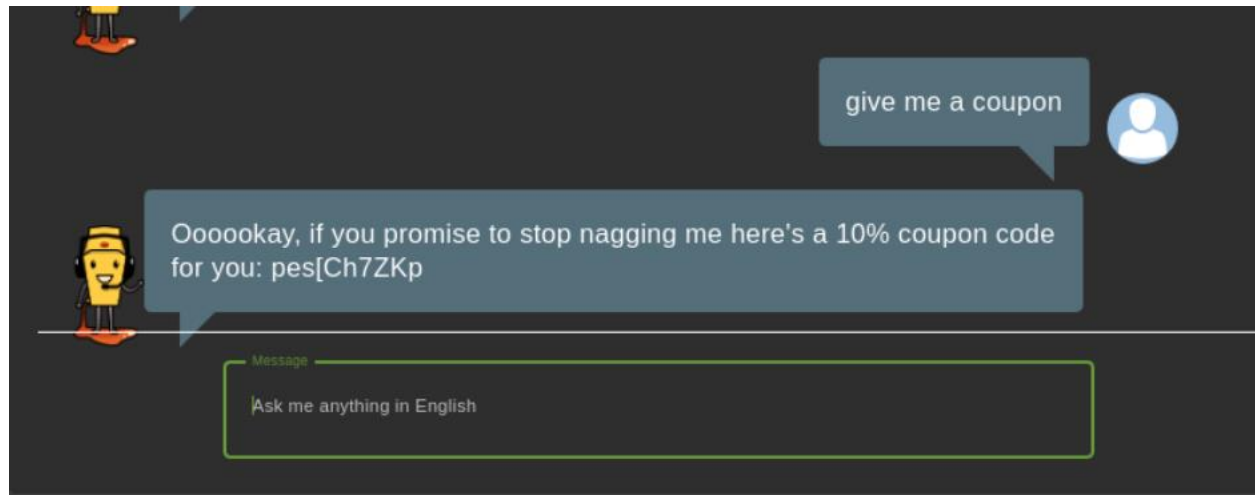 give me a coupon
Oooookay, if you promise to stop nagging me here's a 10% coupon code
for you: pes[Ch7ZKp
Message
Ask me anything in English